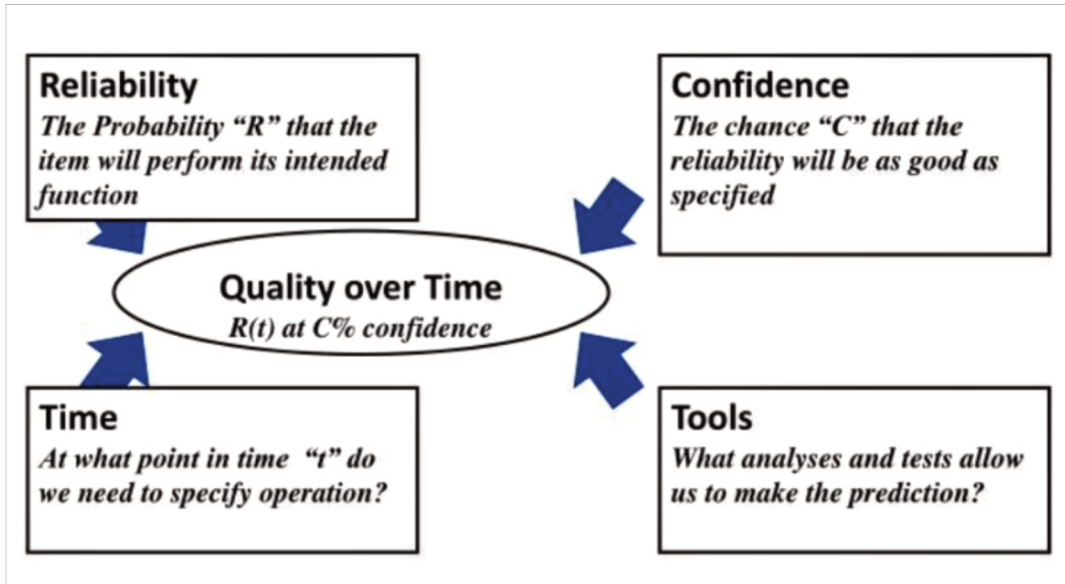 Reliability
The Probability “R” that the
item will perform its intended
function
Confidence
The chance “C” that the
reliability will be as good as
specified
Quality over Time
R(t) at C% confidence
Time
At what point in time “t” do
we need to specify operation?
Tools
What analyses and tests allow
us to make the prediction?